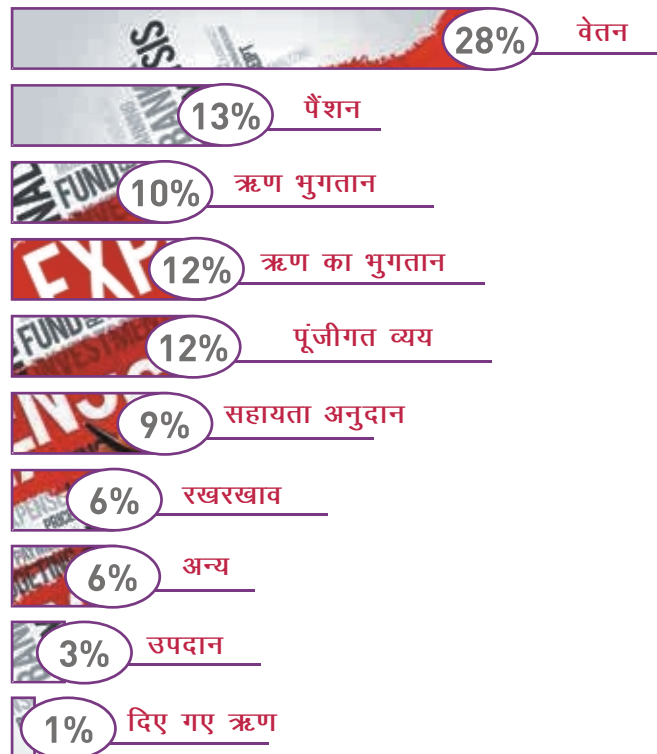 28% वेतन
13% पैंशन
10% ऋण भुगतान
12% ऋण का भुगतान
12% पूंजीगत व्यय
9% सहायता अनुदान
6% रखरखाव
6% अन्य
3% उपदान
1% दिए गए ऋण